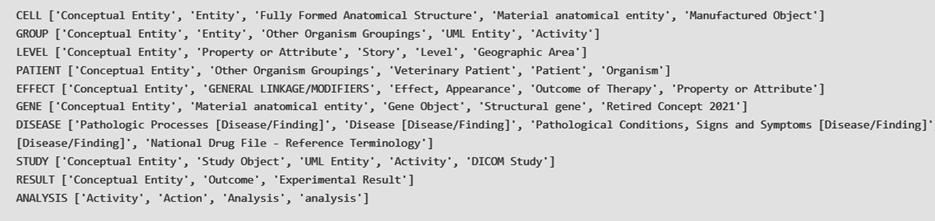 CELL ['Conceptual Entity', 'Entity', 'Fully Formed Anatomical Structure', 'Material anatomical entity', 'Manufactured Object']
GROUP ['Conceptual Entity', 'Entity', 'Other Organism Groupings', 'UML Entity', 'Activity']
LEVEL ['Conceptual Entity', 'Property or Attribute', 'Story', 'Level', 'Geographic Area']
PATIENT ['Conceptual Entity', 'Other Organism Groupings', 'Veterinary Patient', 'Patient', 'Organism']
EFFECT ['Conceptual Entity', 'GENERAL LINKAGE/MODIFIERS', 'Effect, Appearance', 'Outcome of Therapy', 'Property or Attribute']
GENE ['Conceptual Entity', 'Material anatomical entity', 'Gene Object', 'Structural gene', 'Retired Concept 2021']
DISEASE ['Pathologic Processes [Disease/Finding]', 'Disease [Disease/Finding]', 'Pathological Conditions, Signs and Symptoms [Disease/Finding]'
[Disease/Finding]', 'National Drug File - Reference Terminology']
STUDY ['Conceptual Entity', 'Study Object', 'UML Entity', 'Activity', 'DICOM Study']
RESULT ['Conceptual Entity', 'Outcome', 'Experimental Result']
ANALYSIS ['Activity', 'Action', 'Analysis', 'analysis']